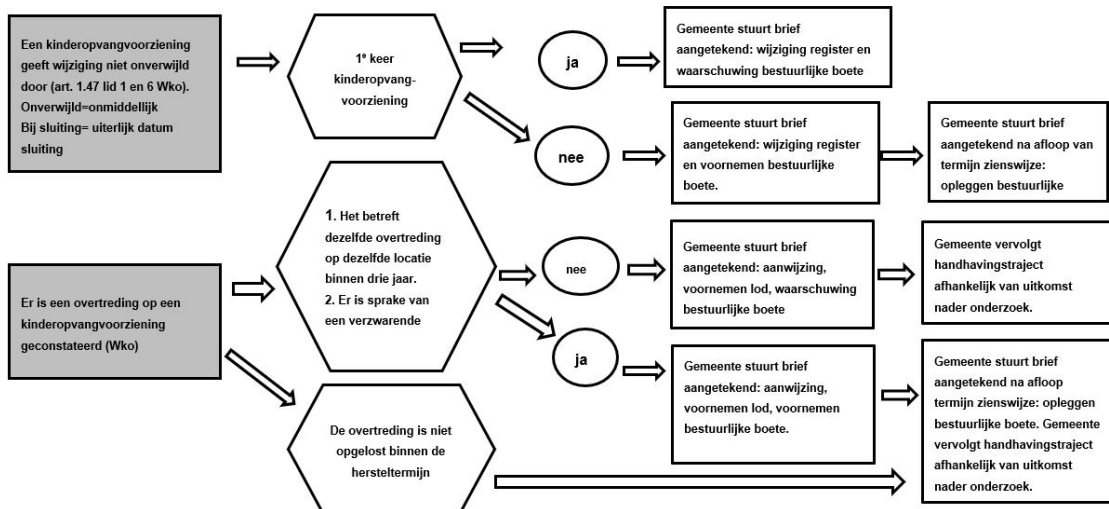 Een kinderopvangvoorziening
geeft wijziging niet onverwijld
door (art. 1.47 lid 1 en 6 Wko).
Onverwijld=onmiddellijk
Bij sluiting= uiterlijk datum
sluiting
1º keer
kinderopvang-
voorziening
ja
Gemeente stuurt brief
aangetekend: wijziging register en
waarschuwing bestuurlijke boete
nee
Gemeente stuurt brief
aangetekend: wijziging register
en voornemen bestuurlijke
boete.
Gemeente stuurt brief
aangetekend na afloop van
termijn zienswijze:
opleggen bestuurlijke
Er is een overtreding op een
kinderopvangvoorziening
geconstateerd (Wko)
1. Het betreft
dezelfde overtreding
op dezelfde locatie
binnen drie jaar.
2. Er is sprake van
een verzwarende
nee
Gemeente stuurt brief
aangetekend: aanwijzing,
voornemen lod, waarschuwing
bestuurlijke boete
Gemeente vervolgt
handhavingstraject
afhankelijk van uitkomst
nader onderzoek.
ja
Gemeente stuurt brief
aangetekend: aanwijzing,
voornemen lod, voornemen
bestuurlijke boete.
Gemeente stuurt brief
aangetekend na afloop
termijn zienswijze: opleggen
bestuurlijke boete. Gemeente
vervolgt handhavingstraject
afhankelijk van uitkomst
nader onderzoek.
De overtreding is niet
opgelost binnen de
hersteltermijn